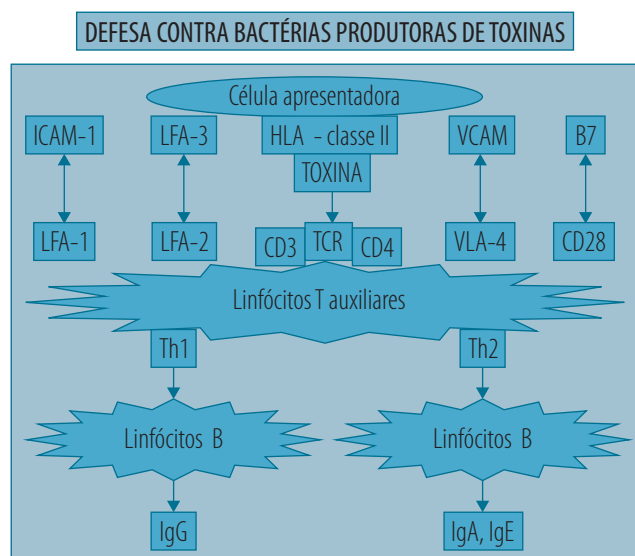 DEFESA CONTRA BACTÉRIAS PRODUTORAS DE TOXINAS
Célula apresentadora
ICAM-1 LFA-3 HLA - classe II VCAM B7
TOXINA
LFA-1 LFA-2 CD3 TCR CD4 VLA-4 CD28
Linfócitos T auxiliares
Th1 Th2
Linfócitos B Linfócitos B
IgG IgA, IgE